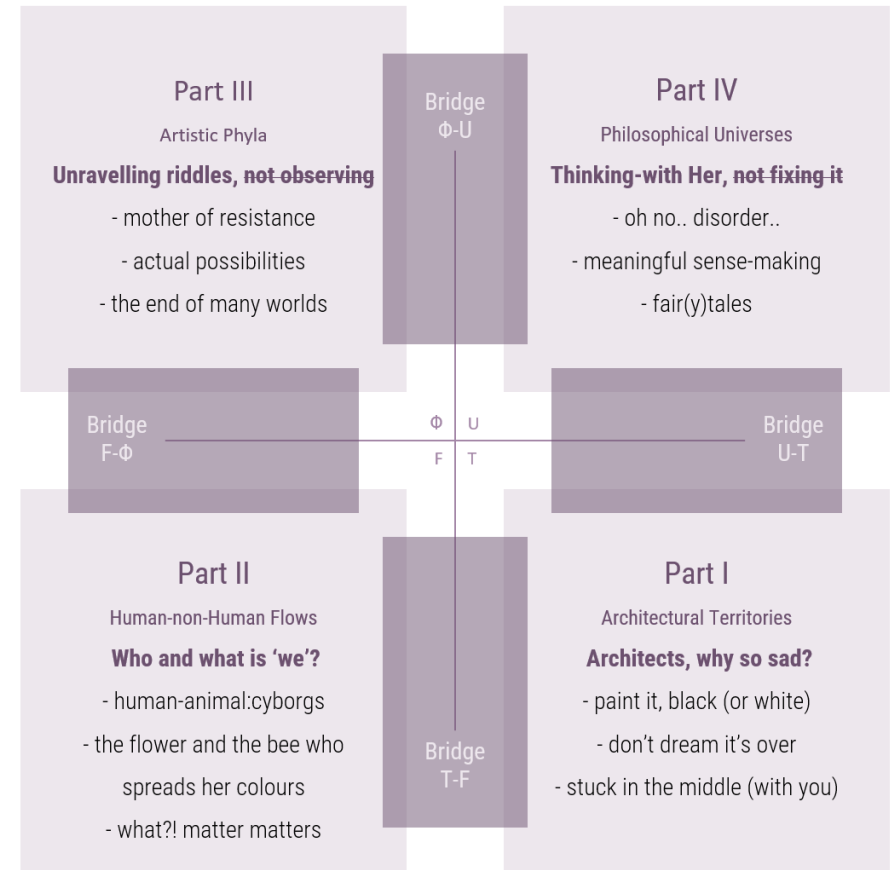 Part III
Artistic Phyla
Unravelling riddles, not observing
- mother of resistance
- actual possibilities
- the end of many worlds
Bridge
Φ-U
Part IV
Philosophical Universes
Thinking-with Her, not fixing it
- oh no.. disorder..
- meaningful sense-making
- fair(y)tales
Bridge
F-Φ
Φ U
F T
Bridge
U-T
Part II
Human-non-Human Flows
Who and what is ‘we’?
- human-animal:cyborgs
- the flower and the bee who
spreads her colours
- what?! matter matters
Bridge
T-F
Part I
Architectural Territories
Architects, why so sad?
- paint it, black (or white)
- don’t dream it’s over
- stuck in the middle (with you)